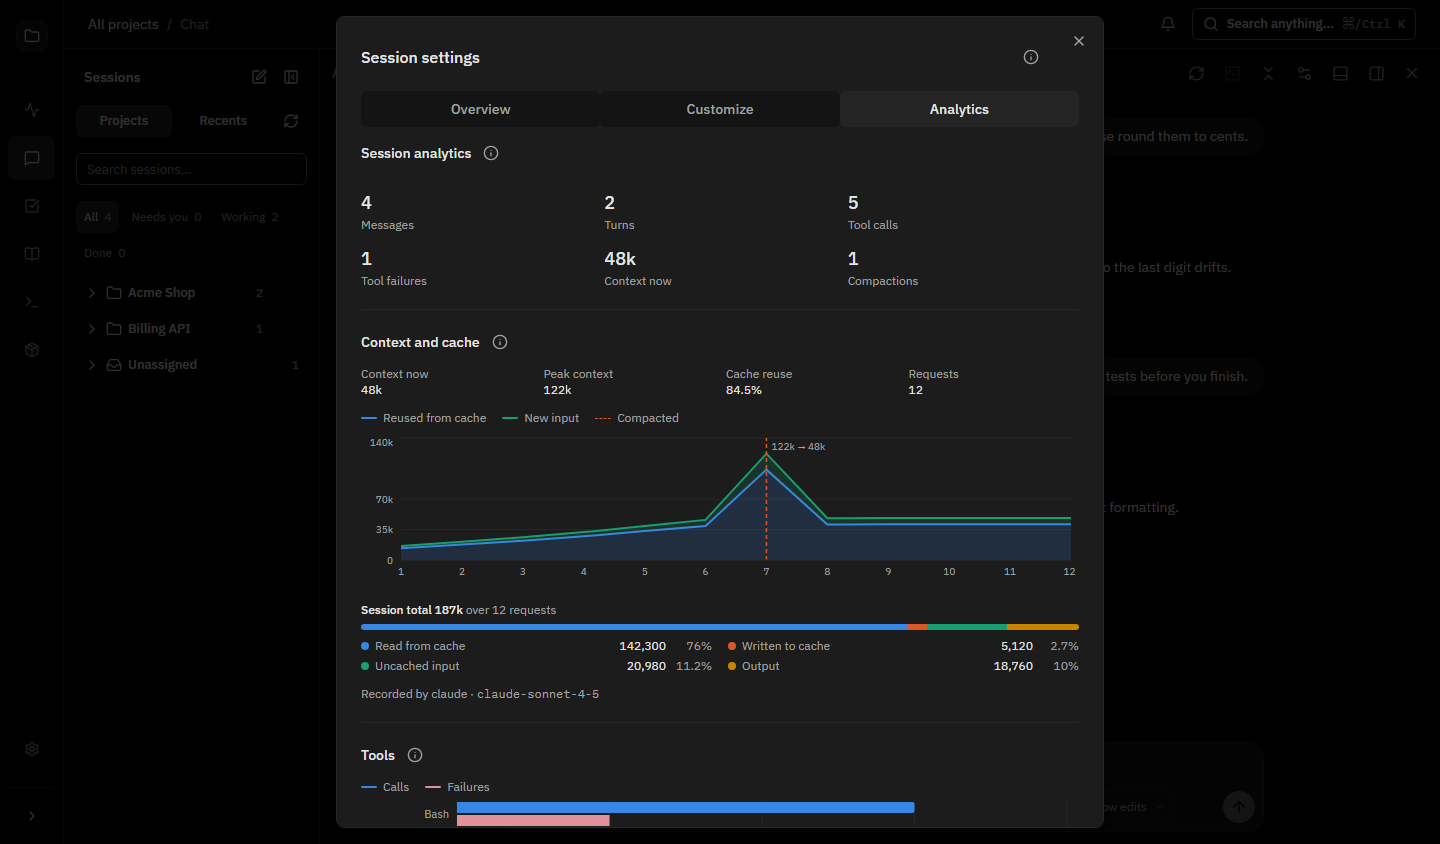 All projects / Chat
Search anything... ⌘/Ctrl K
Sessions
Projects
Recents
Search sessions...
All 4
Needs you 0
Working 2
Done 0
Acme Shop 2
Billing API 1
Unassigned 1
se round them to cents.
o the last digit drifts.
tests before you finish.
t formatting.
ow edits
Session settings
Overview
Customize
Analytics
Session analytics
4
Messages
2
Turns
5
Tool calls
1
Tool failures
48k
Context now
1
Compactions
Context and cache
Context now
48k
Peak context
122k
Cache reuse
84.5%
Requests
12
Reused from cache
New input
Compacted
122k → 48k
140k
70k
35k
0
1 2 3 4 5 6 7 8 9 10 11 12
Session total 187k over 12 requests
Read from cache 142,300 76%
Written to cache 5,120 2.7%
Uncached input 20,980 11.2%
Output 18,760 10%
Recorded by claude · claude-sonnet-4-5
Tools
Calls
Failures
Bash